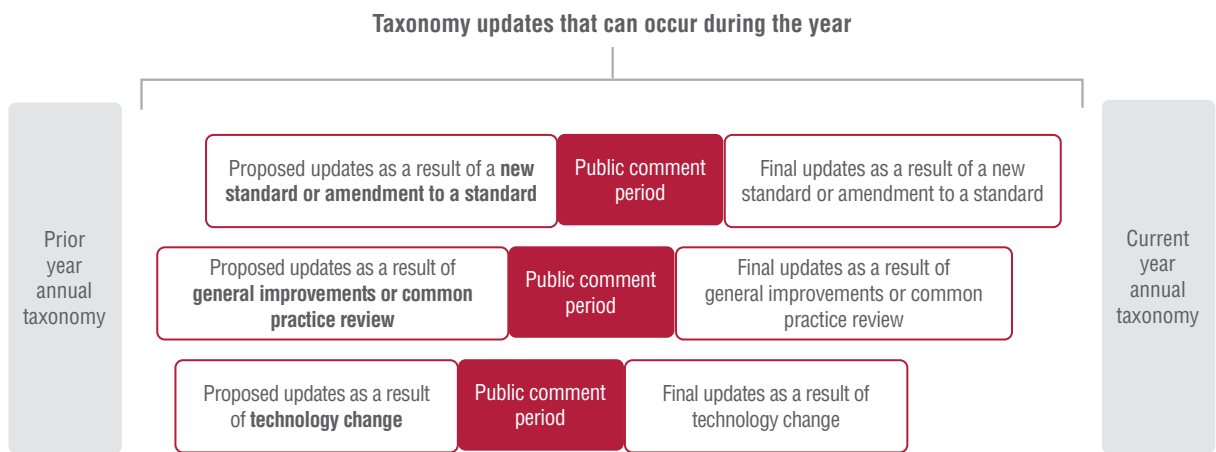 Taxonomy updates that can occur during the year
Prior
year
annual
taxonomy
Proposed updates as a result of a new
standard or amendment to a standard
Public comment
period
Final updates as a result of a new
standard or amendment to a standard
Proposed updates as a result of
general improvements or common
practice review
Public comment
period
Final updates as a result of
general improvements or common
practice review
Proposed updates as a result
of technology change
Public comment
period
Final updates as a result of
technology change
Current
year
annual
taxonomy